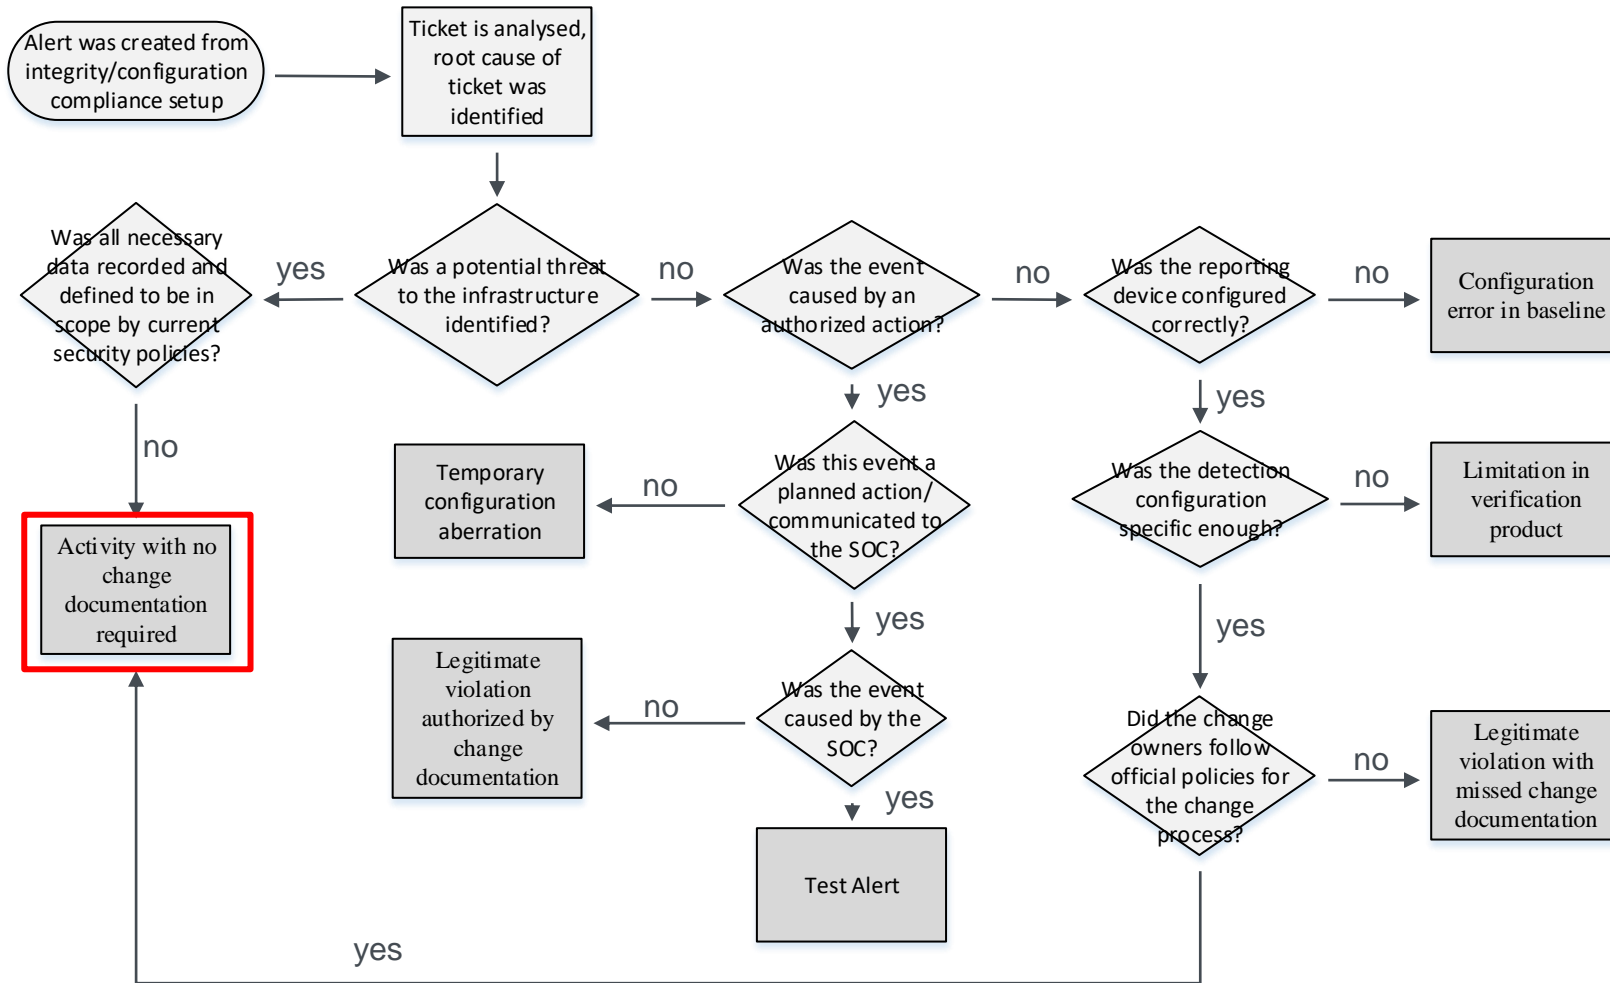 Alert was created from
integrity/configuration
compliance setup
Ticket is analysed,
root cause of
ticket was
identified
Was all necessary
data recorded and
defined to be in
scope by current
security policies?
yes
Was a potential threat
to the infrastructure
identified?
no
Was the event
caused by an
authorized action?
no
Was the reporting
device configured
correctly?
no
Configuration
error in baseline
yes
yes
no
Temporary
configuration
aberration
no
Was this event a
planned action/
communicated to
the SOC?
Was the detection
configuration
specific enough?
no
Limitation in
verification
product
Activity with no
change
documentation
required
yes
yes
Legitimate
violation
authorized by
change
documentation
no
Was the event
caused by the
SOC?
Did the change
owners follow
official policies for
the change
process?
no
Legitimate
violation with
missed change
documentation
yes
Test Alert
yes